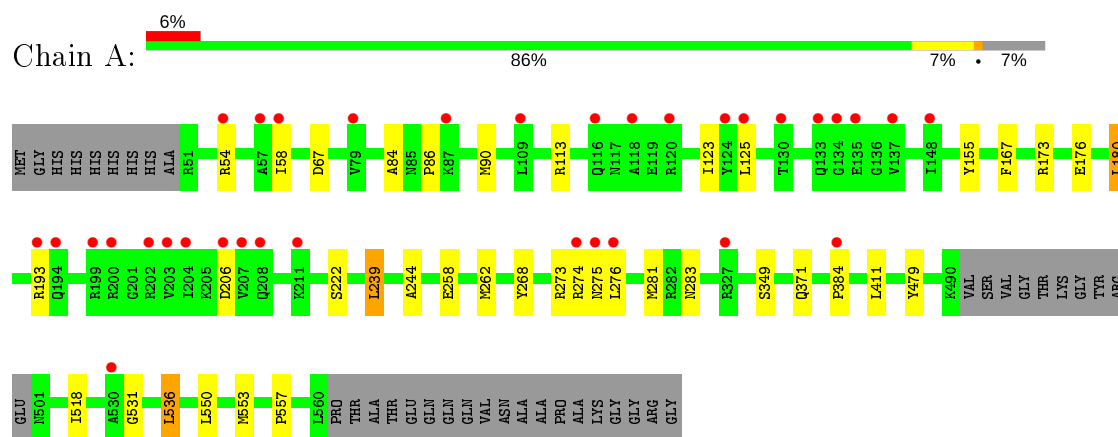 6%
Chain A:
86% 7% • 7%
MET GLY HIS HIS HIS HIS HIS HIS ALA R51 R54 A57 I58 D67 V79 A84 N85 P86 K87 M90 L109 R113 Q116 N117 A118 E119 R120 I123 Y124 L125 T130 Q133 G134 E135 G136 V137 I148 Y155 F167 R173 E176 L180
R193 Q194 R199 R200 G201 R202 V203 I204 K205 D206 V207 Q208 K211 S222 L239 A244 E258 M262 Y268 R273 R274 N275 L276 M281 R282 N283 R327 S349 Q371 P384 L411 Y479 K490 VAL SER VAL GLY THR LYS GLY TYR ARG
GLU N501 I518 A530 G531 L536 L550 M553 P557 L560 PRO THR ALA THR GLU GLN GLN GLN VAL ASN ALA ALA PRO ALA LYS GLY GLY ARG GLY